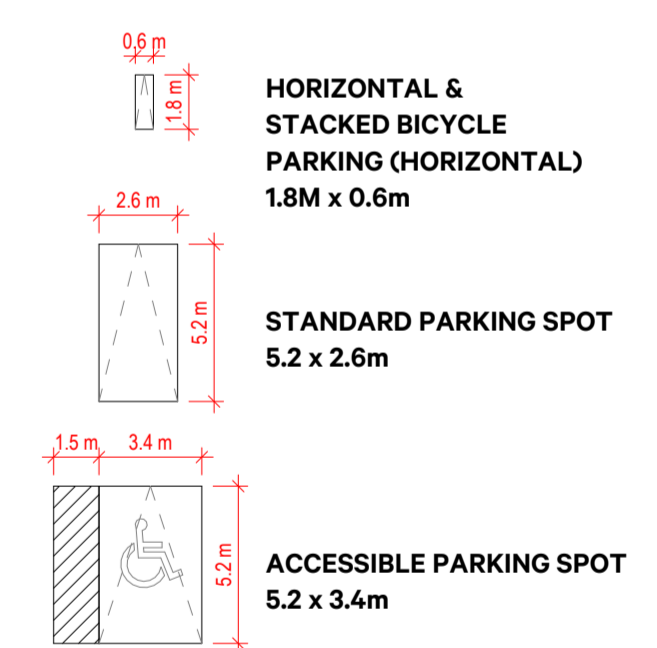 0.6 m
1.8 m
HORIZONTAL &
STACKED BICYCLE
PARKING (HORIZONTAL)
1.8M x 0.6m
2.6 m
5.2 m
STANDARD PARKING SPOT
5.2 x 2.6m
1.5 m
3.4 m
5.2 m
ACCESSIBLE PARKING SPOT
5.2 x 3.4m